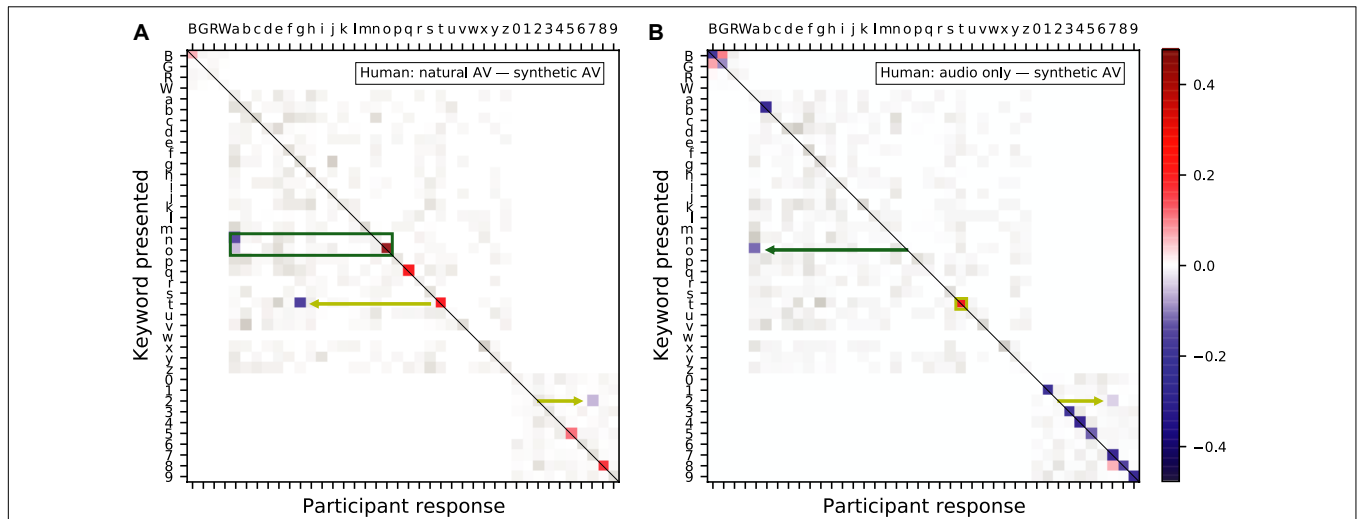 A
BGRWabcdefghijklmnopqrstuvwxyz0123456789
Human: natural AV — synthetic AV
Keyword presented
B
G
R
W
a
b
c
d
e
f
g
h
i
j
k
l
m
n
o
p
q
r
s
t
u
v
w
x
y
z
0
1
2
3
4
5
6
7
8
9
Participant response
B
BGRWabcdefghijklmnopqrstuvwxyz0123456789
Human: audio only — synthetic AV
Keyword presented
B
G
R
W
a
b
c
d
e
f
g
h
i
j
k
l
m
n
o
p
q
r
s
t
u
v
w
x
y
z
0
1
2
3
4
5
6
7
8
9
Participant response
0.4
0.2
0.0
−0.2
−0.4